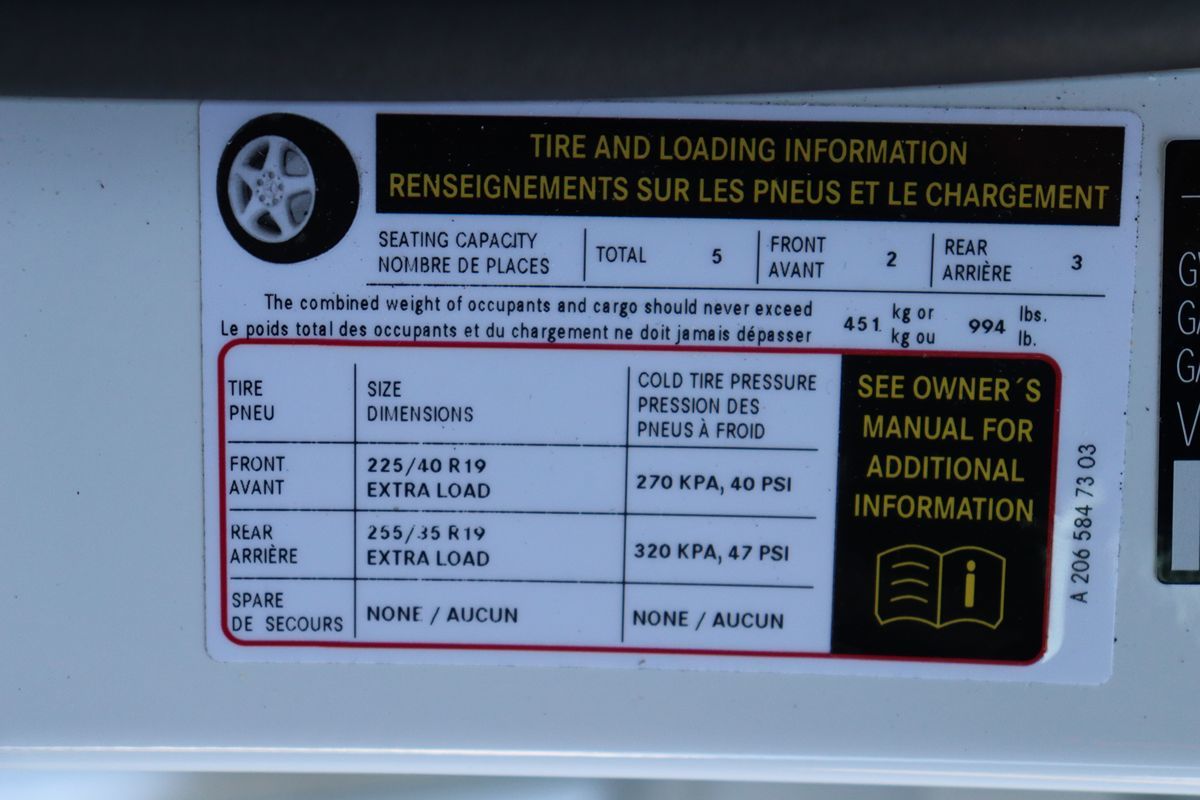 TIRE AND LOADING INFORMATION
RENSEIGNEMENTS SUR LES PNEUS ET LE CHARGEMENT
SEATING CAPACITY
NOMBRE DE PLACES
TOTAL 5
FRONT
AVANT
2
REAR
ARRIÈRE
3
The combined weight of occupants and cargo should never exceed
Le poids total des occupants et du chargement ne doit jamais dépasser
451
kg or
kg ou
994
lbs.
lb.
TIRE
PNEU
SIZE
DIMENSIONS
COLD TIRE PRESSURE
PRESSION DES
PNEUS À FROID
FRONT
AVANT
225/40 R19
EXTRA LOAD
270 KPA, 40 PSI
REAR
ARRIÈRE
255/35 R19
EXTRA LOAD
320 KPA, 47 PSI
SPARE
DE SECOURS
NONE / AUCUN
NONE / AUCUN
SEE OWNER´S
MANUAL FOR
ADDITIONAL
INFORMATION
i
A 206 584 73 03